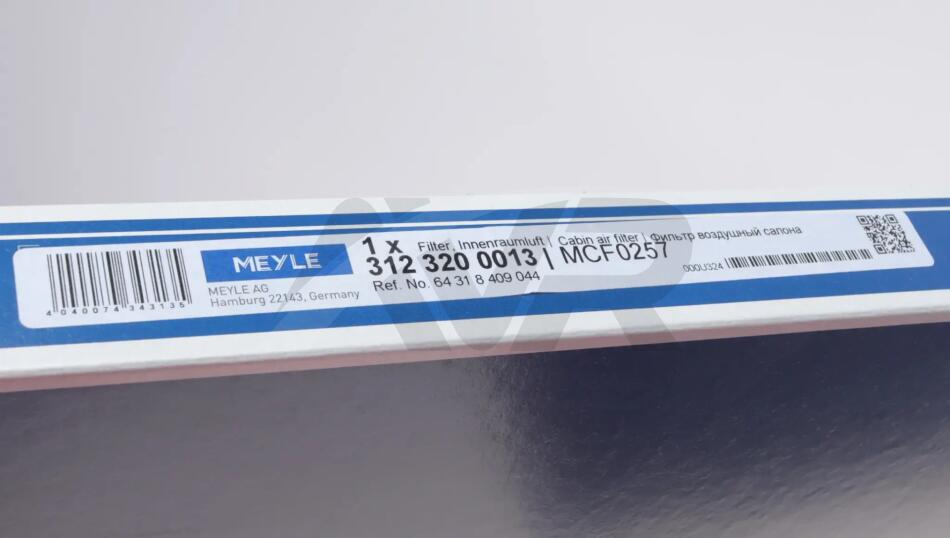 MEYLE
MEYLE AG
Hamburg 22143, Germany
4 040074 343135
1 x Filter, Innenraumluft | Cabin air filter | Фильтр воздушный салона
312 320 0013 | MCF0257
Ref. No. 64 31 8 409 044
000U324